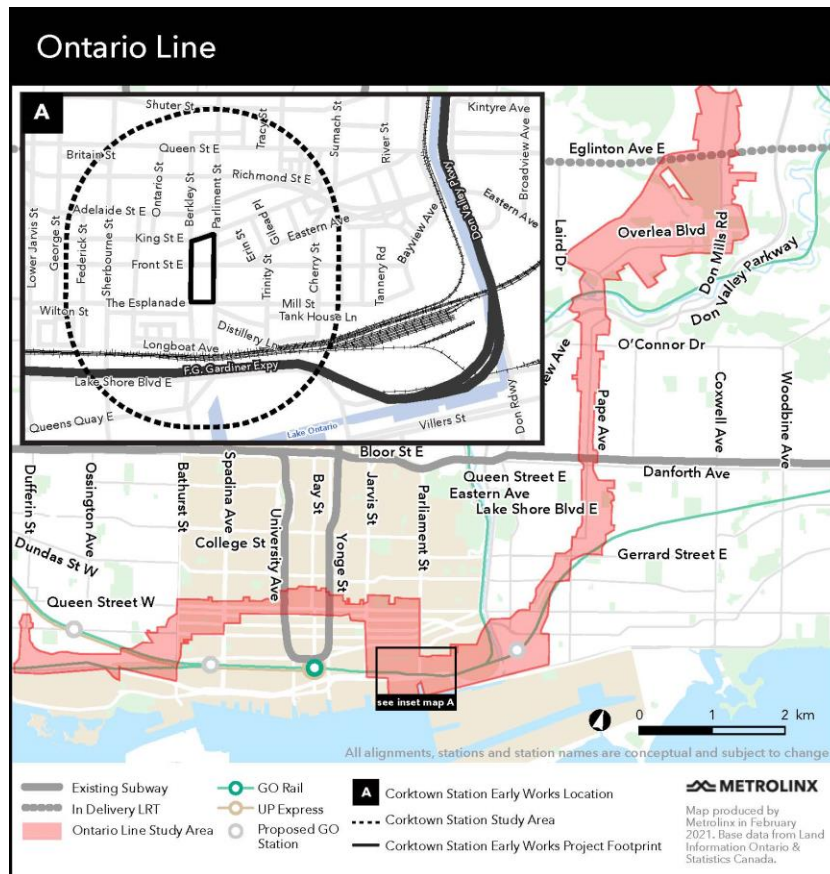 Ontario Line
A
Shuter St
Kintyre Ave
Tracy St
Sumach St
River St
Broadview Ave
Queen St E
Britain St
Ontario St
Berkley St
Parliment St
Richmond St E
Don Valley Pkwy
Eastern Ave
Bayview Ave
Lower Jarvis St
George St
Federick St
Sherbourne St
Adelaide St E
King St E
Front St E
The Esplanade
Erin St
Gilead Pl
Eastern Ave
Trinity St
Cherry St
Tannery Rd
Wilton St
Mill St
Tank House Ln
Distillery Ln
Longboat Ave
F.G. Gardiner Expy
Lake Shore Blvd E
Queens Quay E
Lake Ontario
Villers St
Don Rdwy
Eglinton Ave E
Laird Dr
Overlea Blvd
Don Mills Rd
Don Valley Parkway
O'Connor Dr
ew Ave
Pape Ave
Coxwell Ave
Woodbine Ave
Bloor St E
Danforth Ave
Dufferin St
Ossington Ave
Bathurst St
Spadina Ave
University Ave
Bay St
Yonge St
Jarvis St
Parliament St
Queen Street E
Eastern Ave
Lake Shore Blvd E
College St
Gerrard Street E
Dundas St W
Queen Street W
see inset map A
0 1 2 km
All alignments, stations and station names are conceptual and subject to change
Existing Subway
In Delivery LRT
Ontario Line Study Area
GO Rail
UP Express
Proposed GO
Station
A Corktown Station Early Works Location
Corktown Station Study Area
Corktown Station Early Works Project Footprint
METROLINX
Map produced by
Metrolinx in February
2021. Base data from Land
Information Ontario &
Statistics Canada.